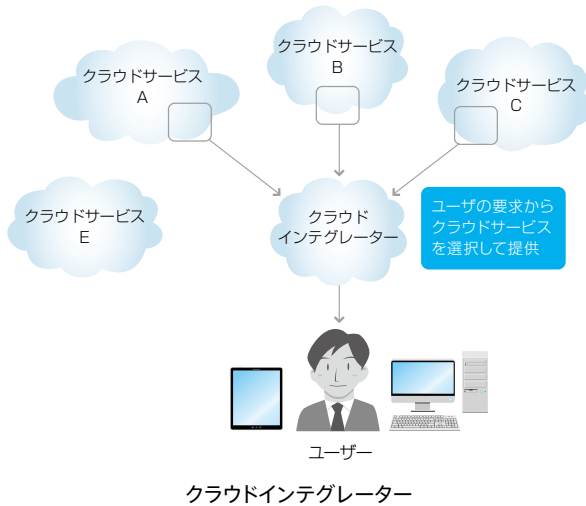 クラウドサービス
A
クラウドサービス
B
クラウドサービス
C
クラウドサービス
E
クラウド
インテグレーター
ユーザの要求から
クラウドサービス
を選択して提供
ユーザー
クラウドインテグレーター